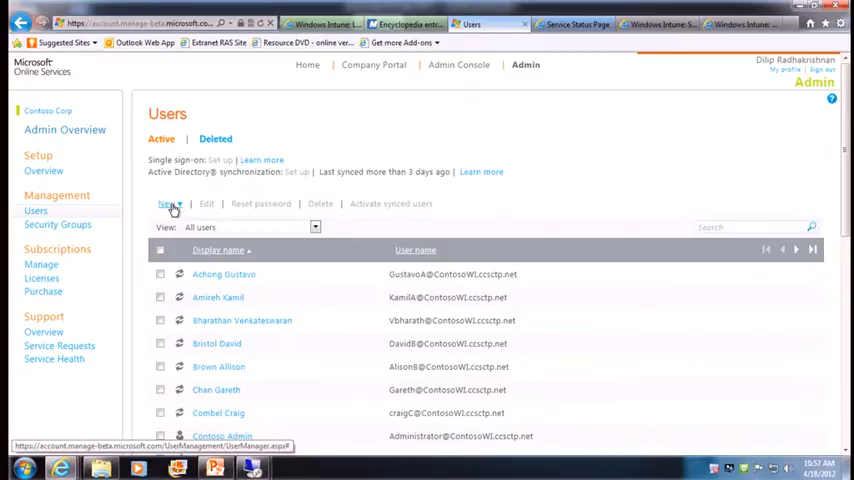 https://account.manage-beta.microsoft.co...
Windows Intune: L...
Encyclopedia entr...
Users
Service Status Page
Windows Intune: S...
Windows Intune: ...
Suggested Sites
Outlook Web App
Extranet RAS Site
Resource DVD - online ver...
Get more Add-ons
Microsoft
Online Services
Home
Company Portal
Admin Console
Admin
Dilip Radhakrishnan
My profile | Sign out
Admin
Contoso Corp
Admin Overview
Setup
Overview
Management
Users
Security Groups
Subscriptions
Manage
Licenses
Purchase
Support
Overview
Service Requests
Service Health
Users
Active | Deleted
Single sign-on: Set up | Learn more
Active Directory® synchronization: Set up | Last synced more than 3 days ago | Learn more
New | Edit | Reset password | Delete | Activate synced users
View: All users
Search
Display name
User name
Achong Gustavo GustavoA@ContosoWI.ccsctp.net
Amireh Kamil KamilA@ContosoWI.ccsctp.net
Bharathan Venkateswaran Vbharath@ContosoWI.ccsctp.net
Bristol David DavidB@ContosoWI.ccsctp.net
Brown Allison AlisonB@ContosoWI.ccsctp.net
Chan Gareth Gareth@ContosoWI.ccsctp.net
Combel Craig craigC@ContosoWI.ccsctp.net
Contoso Admin Administrator@ContosoWI.ccsctp.net
https://account.manage-beta.microsoft.com/UserManagement/UserManager.aspx#
10:57 AM
4/18/2012